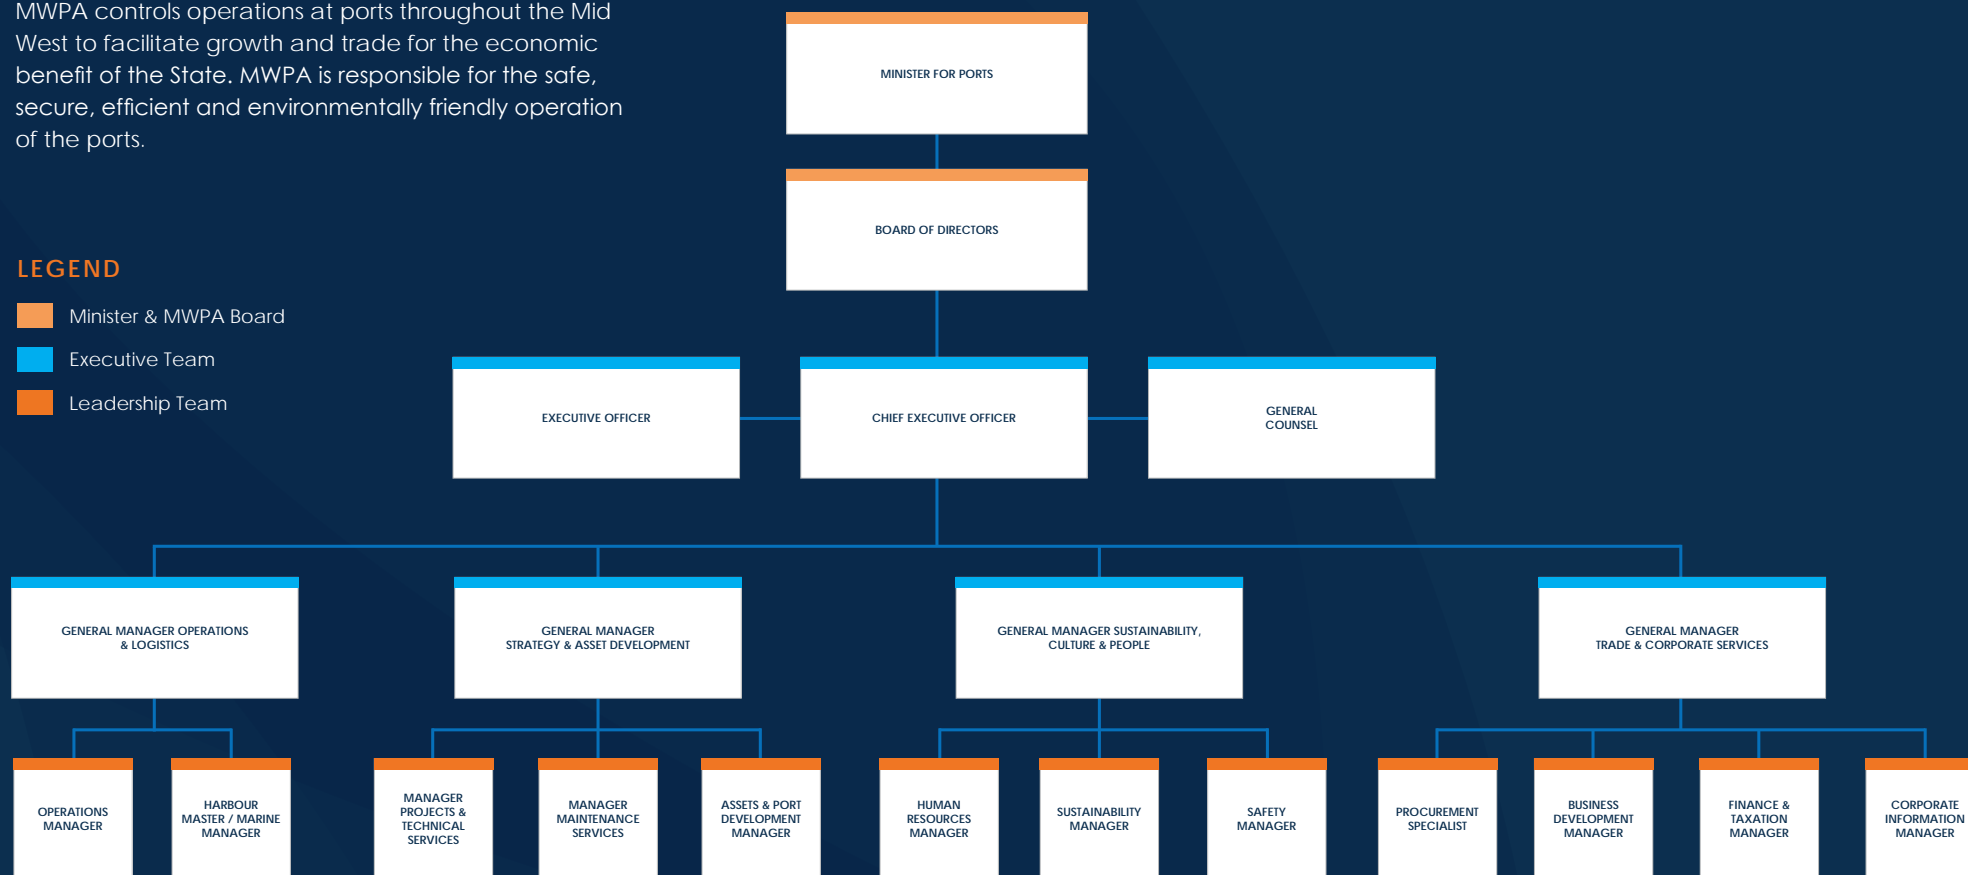 MWPA controls operations at ports throughout the Mid
West to facilitate growth and trade for the economic
benefit of the State. MWPA is responsible for the safe,
secure, efficient and environmentally friendly operation
of the ports.
LEGEND
Minister & MWPA Board
Executive Team
Leadership Team
MINISTER FOR PORTS
BOARD OF DIRECTORS
EXECUTIVE OFFICER
CHIEF EXECUTIVE OFFICER
GENERAL
COUNSEL
GENERAL MANAGER OPERATIONS
& LOGISTICS
GENERAL MANAGER
STRATEGY & ASSET DEVELOPMENT
GENERAL MANAGER SUSTAINABILITY,
CULTURE & PEOPLE
GENERAL MANAGER
TRADE & CORPORATE SERVICES
OPERATIONS
MANAGER
HARBOUR
MASTER / MARINE
MANAGER
MANAGER
PROJECTS &
TECHNICAL
SERVICES
MANAGER
MAINTENANCE
SERVICES
ASSETS & PORT
DEVELOPMENT
MANAGER
HUMAN
RESOURCES
MANAGER
SUSTAINABILITY
MANAGER
SAFETY
MANAGER
PROCUREMENT
SPECIALIST
BUSINESS
DEVELOPMENT
MANAGER
FINANCE &
TAXATION
MANAGER
CORPORATE
INFORMATION
MANAGER